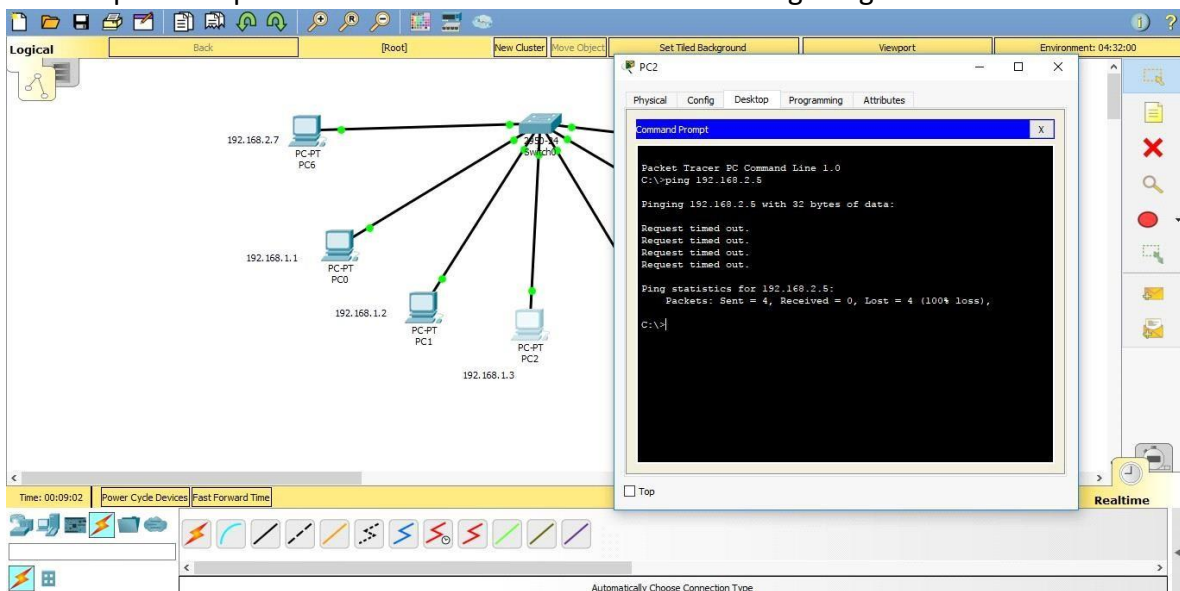 Logical
Back
[Root]
New Cluster
Move Object
Set Tiled Background
Viewport
Environment: 04:32:00
PC2
Physical
Config
Desktop
Programming
Attributes
Command Prompt
X
Packet Tracer PC Command Line 1.0
C:\>ping 192.168.2.5
Pinging 192.168.2.5 with 32 bytes of data:
Request timed out.
Request timed out.
Request timed out.
Request timed out.
Ping statistics for 192.168.2.5:
Packets: Sent = 4, Received = 0, Lost = 4 (100% loss),
C:\>
Top
192.168.2.7
PC-PT
PC6
2950-24
Switch0
192.168.1.1
PC-PT
PC0
192.168.1.2
PC-PT
PC1
PC-PT
PC2
192.168.1.3
Time: 00:09:02
Power Cycle Devices
Fast Forward Time
Realtime
Automatically Choose Connection Type